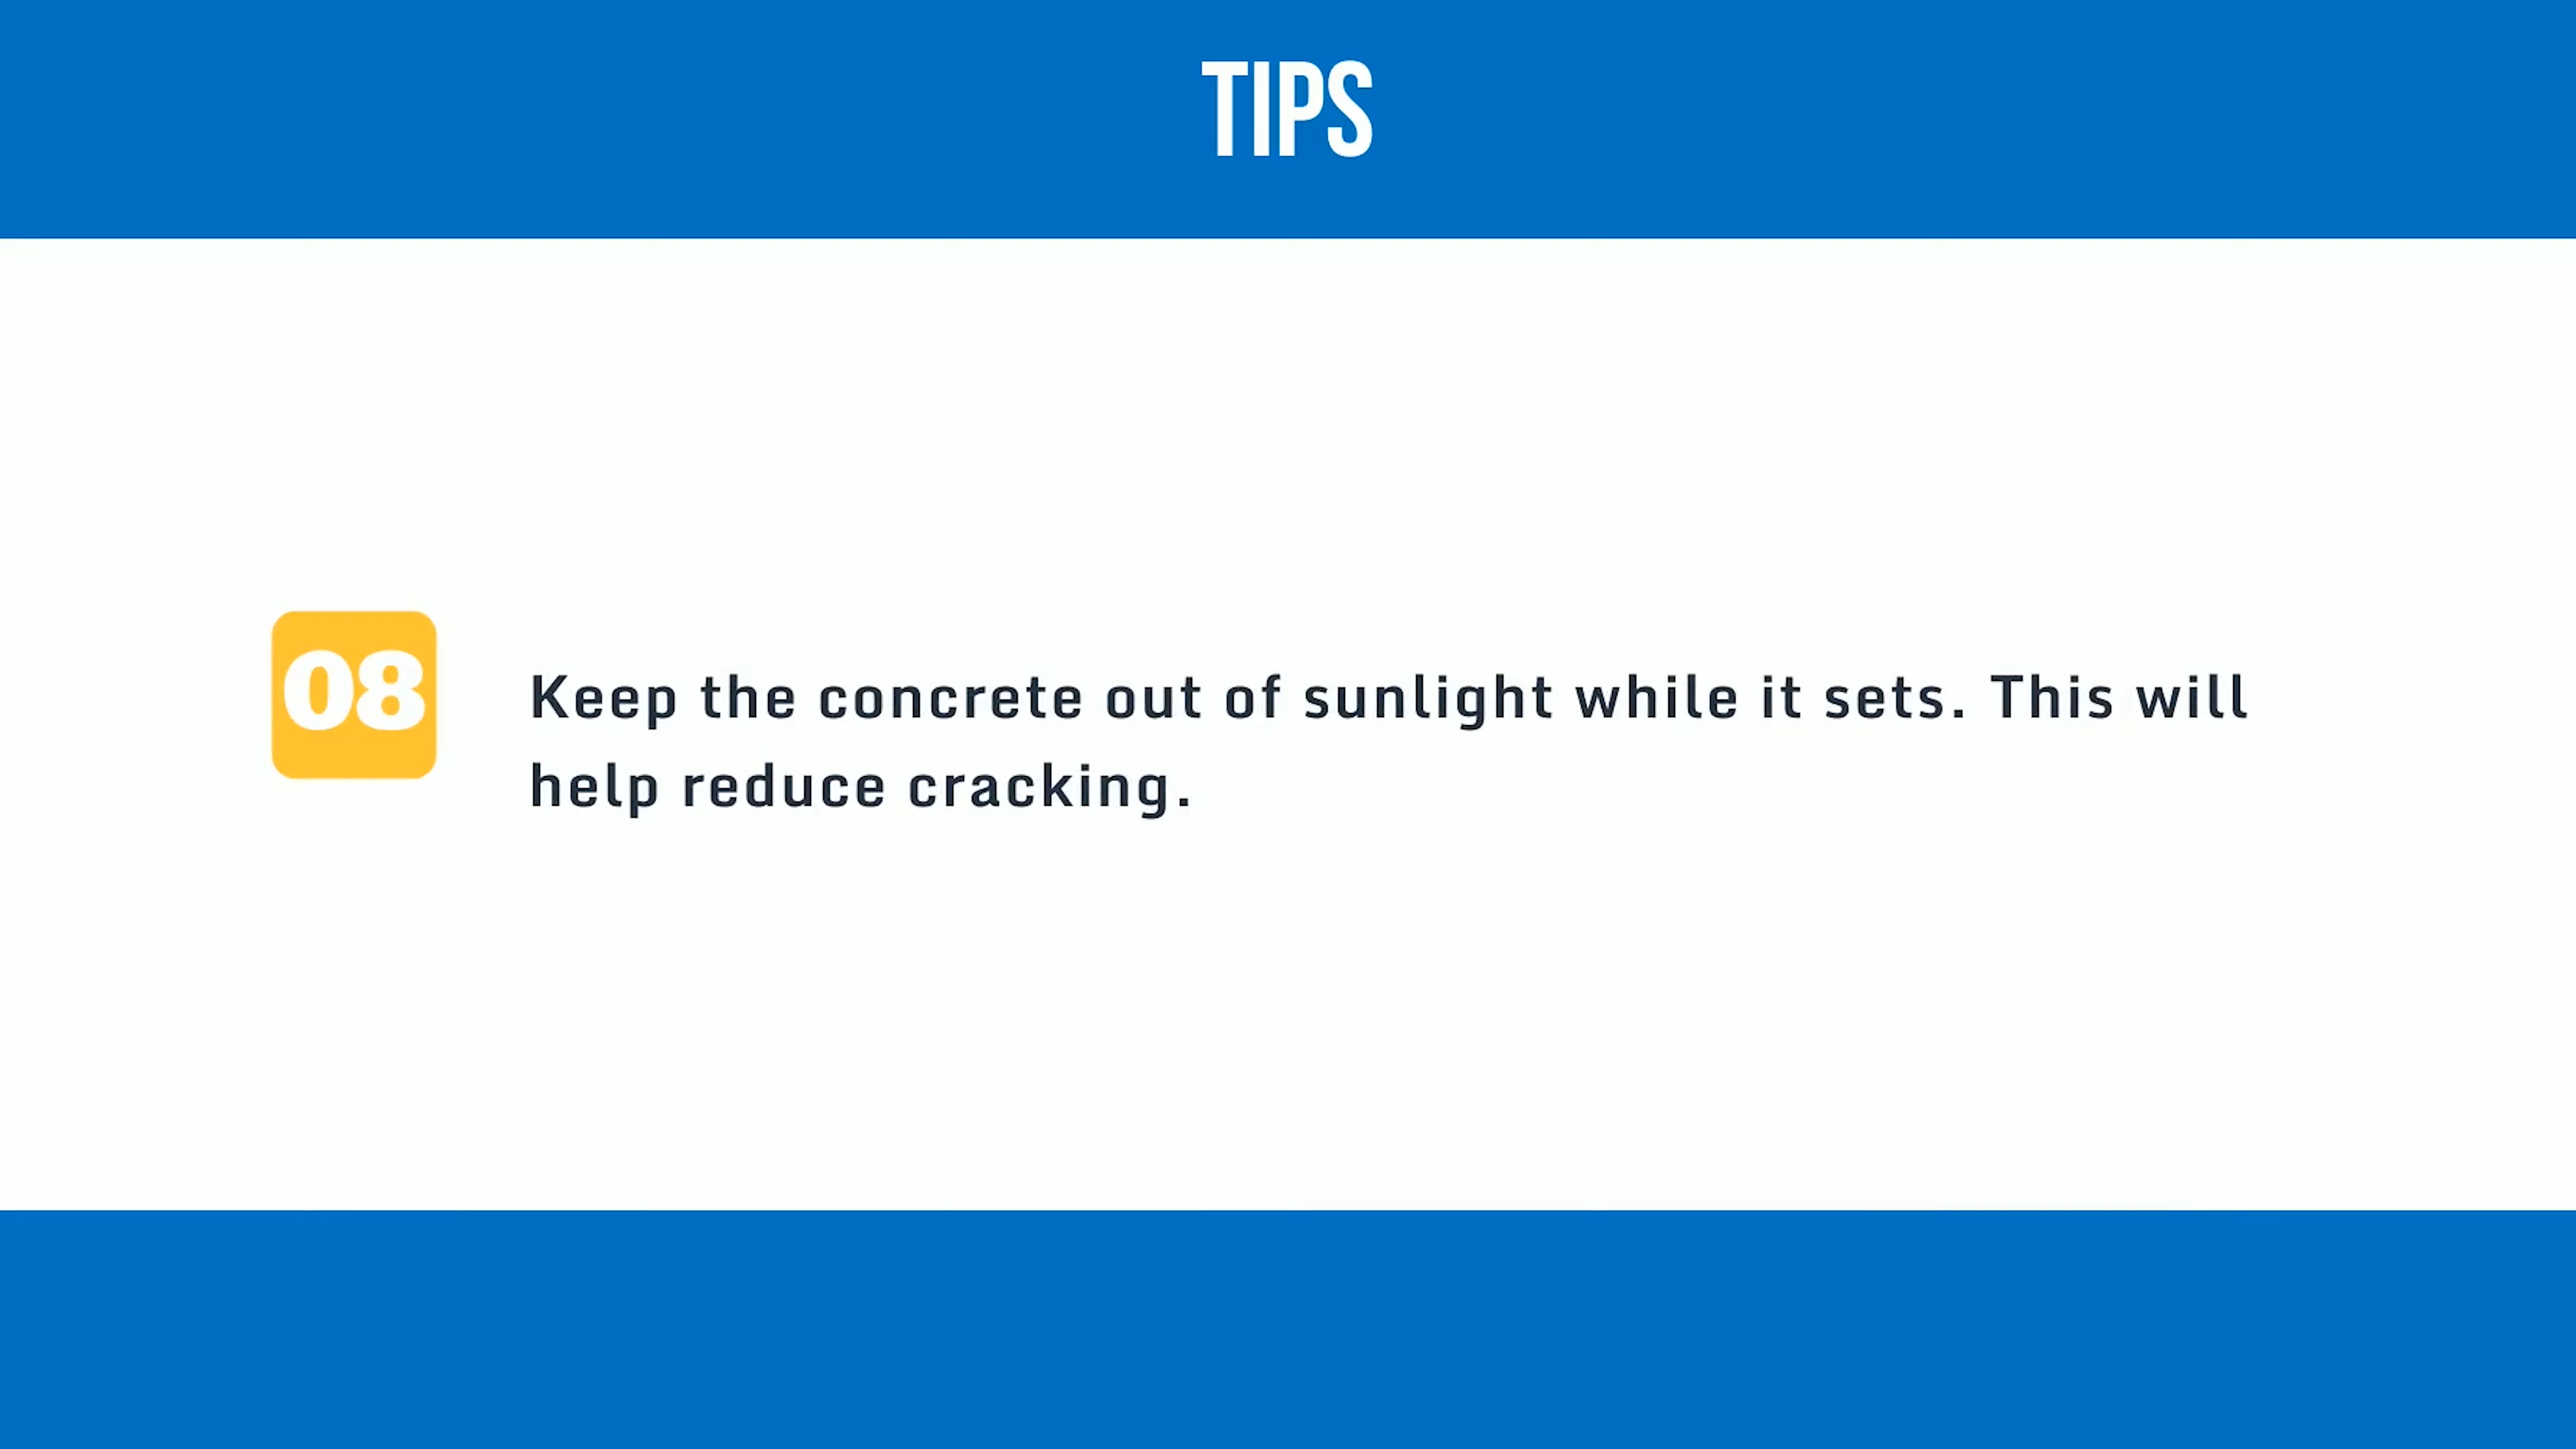 TIPS
08
Keep the concrete out of sunlight while it sets. This will
help reduce cracking.